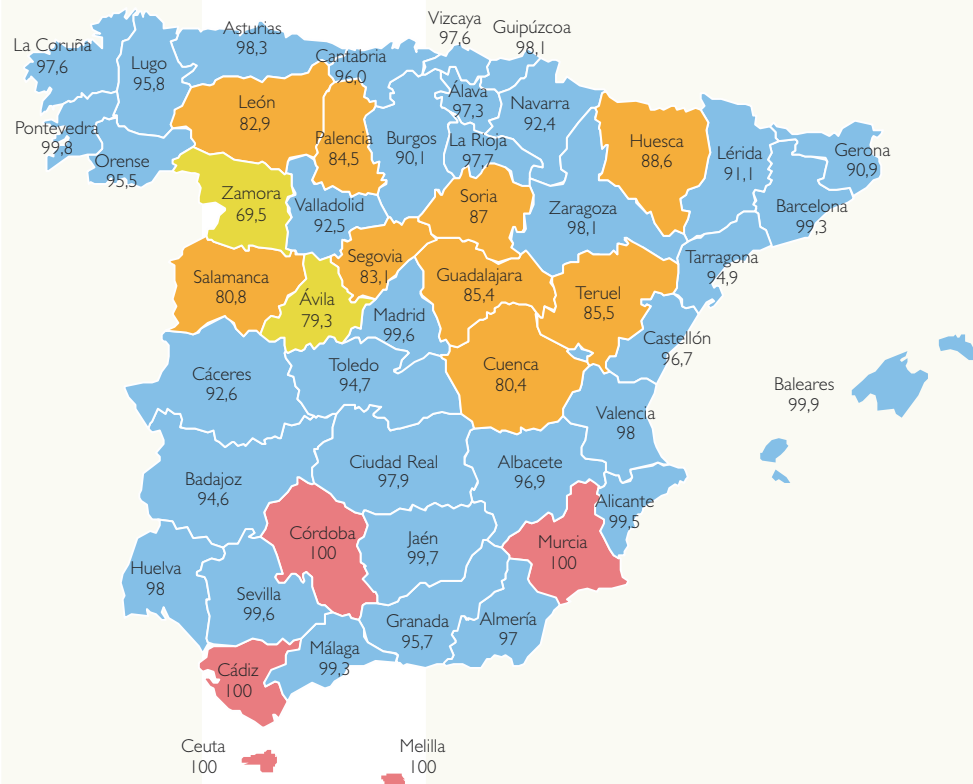 Vizcaya
97,6
Guipúzcoa
98,1
Asturias
98,3
La Coruña
97,6
Lugo
95,8
Cantabria
96,0
Álava
97,3
Navarra
92,4
León
82,9
Palencia
84,5
Burgos
90,1
La Rioja
97,7
Huesca
88,6
Lérida
91,1
Gerona
90,9
Pontevedra
99,8
Orense
95,5
Zamora
69,5
Valladolid
92,5
Soria
87
Zaragoza
98,1
Barcelona
99,3
Tarragona
94,9
Salamanca
80,8
Segovia
83,1
Ávila
79,3
Guadalajara
85,4
Teruel
85,5
Madrid
99,6
Castellón
96,7
Cáceres
92,6
Toledo
94,7
Cuenca
80,4
Baleares
99,9
Valencia
98
Badajoz
94,6
Ciudad Real
97,9
Albacete
96,9
Alicante
99,5
Córdoba
100
Jaén
99,7
Murcia
100
Huelva
98
Sevilla
99,6
Granada
95,7
Almería
97
Málaga
99,3
Cádiz
100
Ceuta
100
Melilla
100